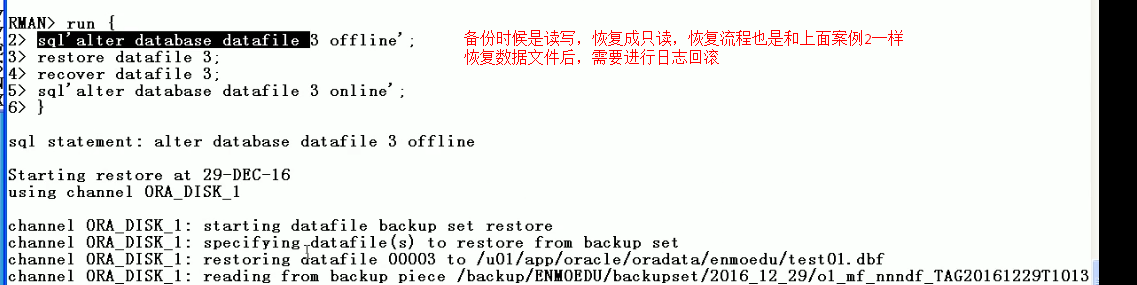 RMAN> run {
2> sql'alter database datafile 3 offline';
备份时候是读写，恢复成只读，恢复流程也是和上面案例2一样
3> restore datafile 3;
恢复数据文件后，需要进行日志回滚
4> recover datafile 3;
5> sql'alter database datafile 3 online';
6> }
sql statement: alter database datafile 3 offline
Starting restore at 29-DEC-16
using channel ORA_DISK_1
channel ORA_DISK_1: starting datafile backup set restore
channel ORA_DISK_1: specifying datafile(s) to restore from backup set
channel ORA_DISK_1: restoring datafile 00003 to /u01/app/oracle/oradata/enmoedu/test01.dbf
channel ORA_DISK_1: reading from backup piece /backup/ENMOEDU/backupset/2016_12_29/o1_mf_nnndf_TAG20161229T1013